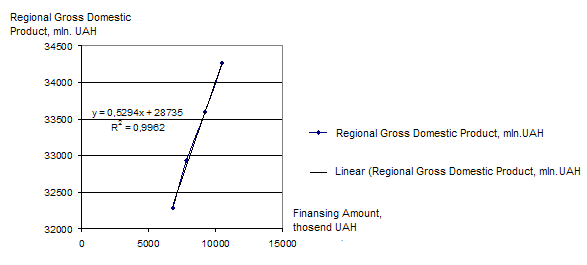 Regional Gross Domestic
Product, mln. UAH
34500
34000
33500
33000
32500
32000
y = 0,5294x + 28735
R² = 0,9962
0
5000
10000
15000
Finansing Amount,
thosend UAH
Regional Gross Domestic Product, mln.UAH
Linear (Regional Gross Domestic Product, mln.UAH